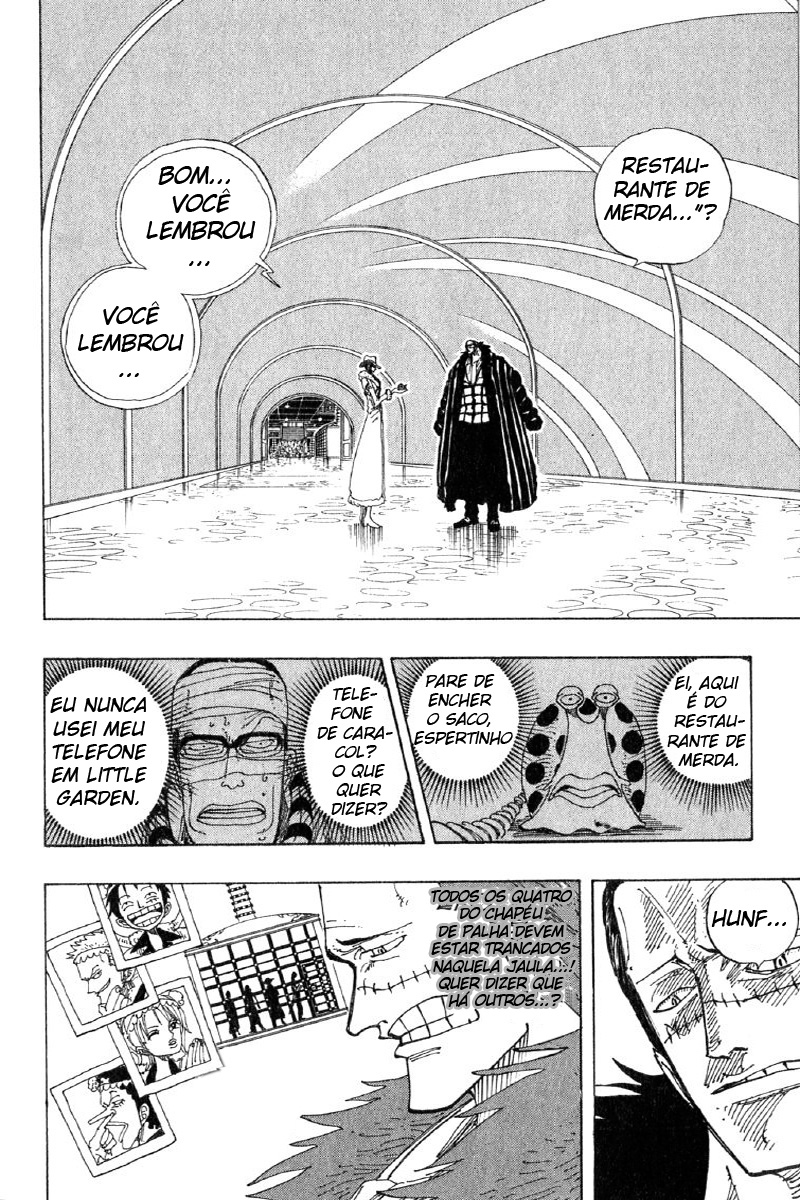 RESTAU-
RANTE DE
MERDA..."?
BOM...
VOCÊ
LEMBROU
...
VOCÊ
LEMBROU
...
EI, AQUI
É DO
RESTAU-
RANTE DE
MERDA.
PARE DE
ENCHER
O SACO,
ESPERTINHO
TELE-
FONE
DE CARA-
COL?
O QUE
QUER
DIZER?
EU NUNCA
USEI MEU
TELEFONE
EM LITTLE
GARDEN.
HUNF...
TODOS OS QUATRO
DO CHAPÉU
DE PALHA DEVEM
ESTAR TRANCADOS
NAQUELA JAULA...!
QUER DIZER QUE
HÁ OUTROS...?